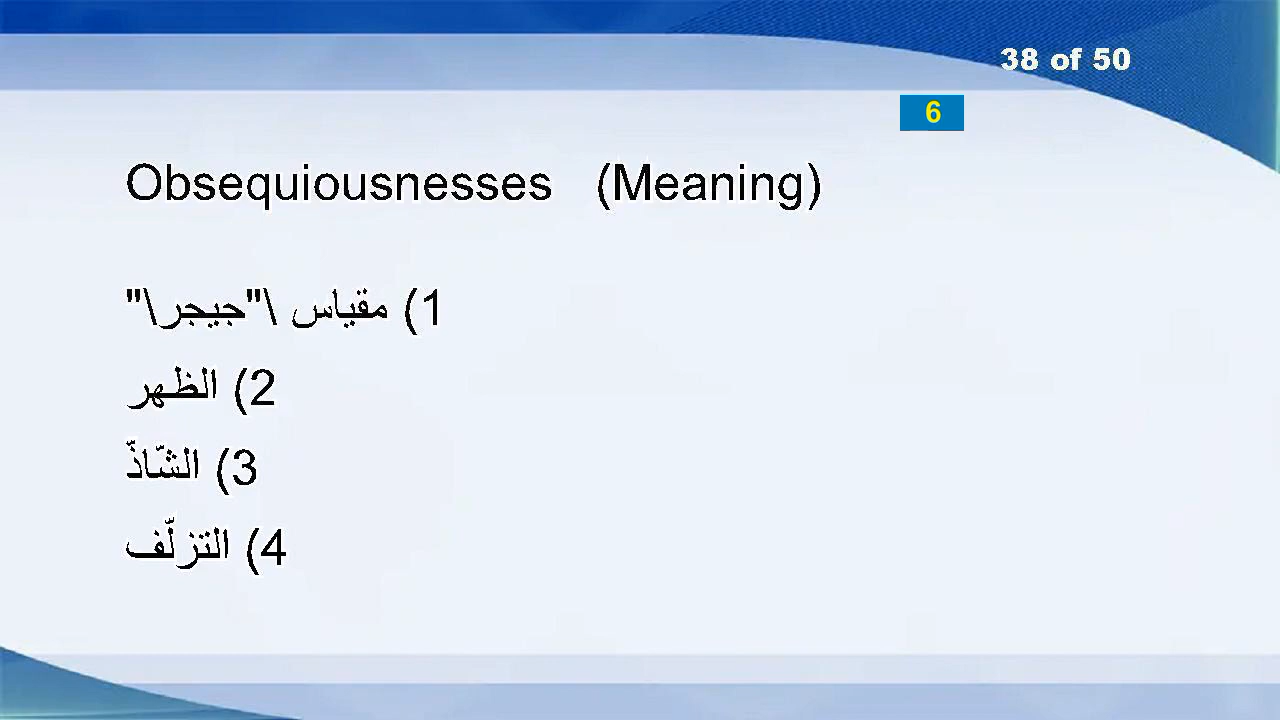 38 of 50
6
Obsequiousnesses (Meaning)
1) مقياس \"جيجر\"
2) الظهر
3) الشّاذّ
4) التزلّف